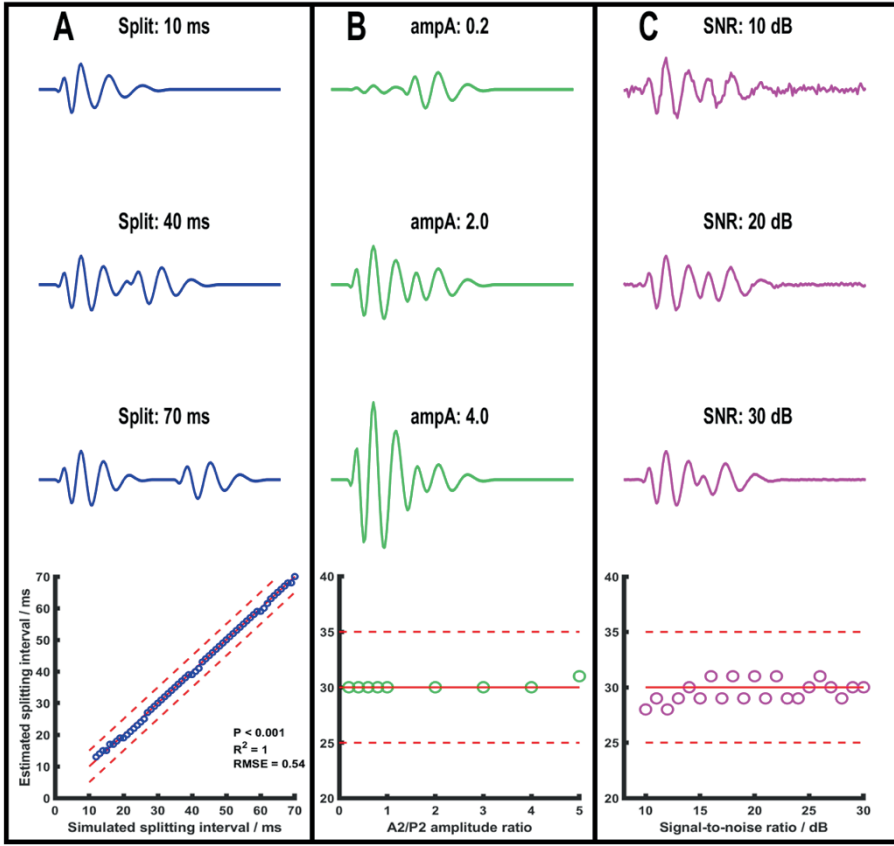 A
Split: 10 ms
Split: 40 ms
Split: 70 ms
Estimated splitting interval / ms
70
60
50
40
30
20
10
0
P < 0.001
R² = 1
RMSE = 0.54
0 10 20 30 40 50 60 70
Simulated splitting interval / ms
B
ampA: 0.2
ampA: 2.0
ampA: 4.0
40
35
30
25
20
0 1 2 3 4 5
A2/P2 amplitude ratio
C
SNR: 10 dB
SNR: 20 dB
SNR: 30 dB
40
35
30
25
20
10 15 20 25 30
Signal-to-noise ratio / dB